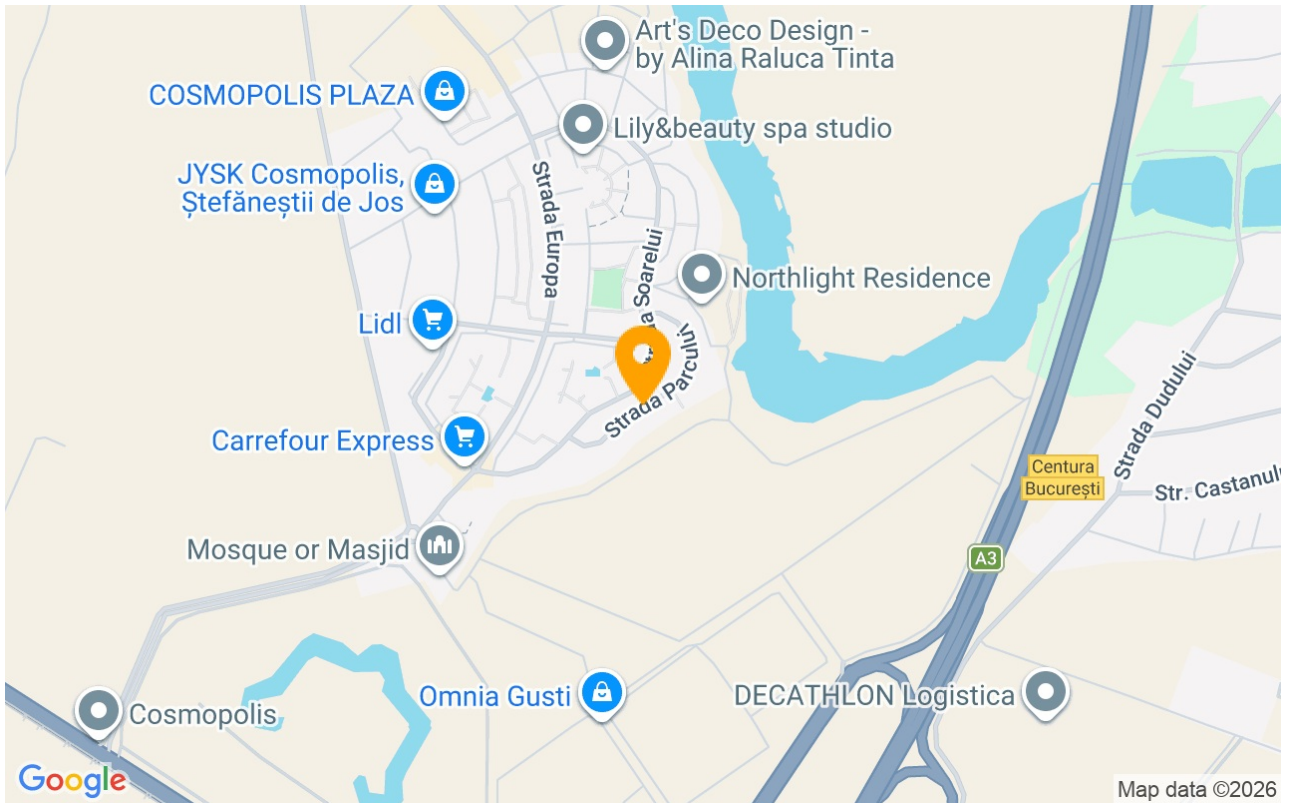 Art's Deco Design -
by Alina Raluca Tinta
COSMOPOLIS PLAZA
Lily&beauty spa studio
JYSK Cosmopolis,
Ștefăneștii de Jos
Strada Europa
Soarelui
Northlight Residence
Lidl
Strada Parcului
Strada Dudului
Carrefour Express
Centura
București
Str. Castanului
Mosque or Masjid
A3
Omnia Gusti
DECATHLON Logistica
Cosmopolis
Google
Map data ©2026